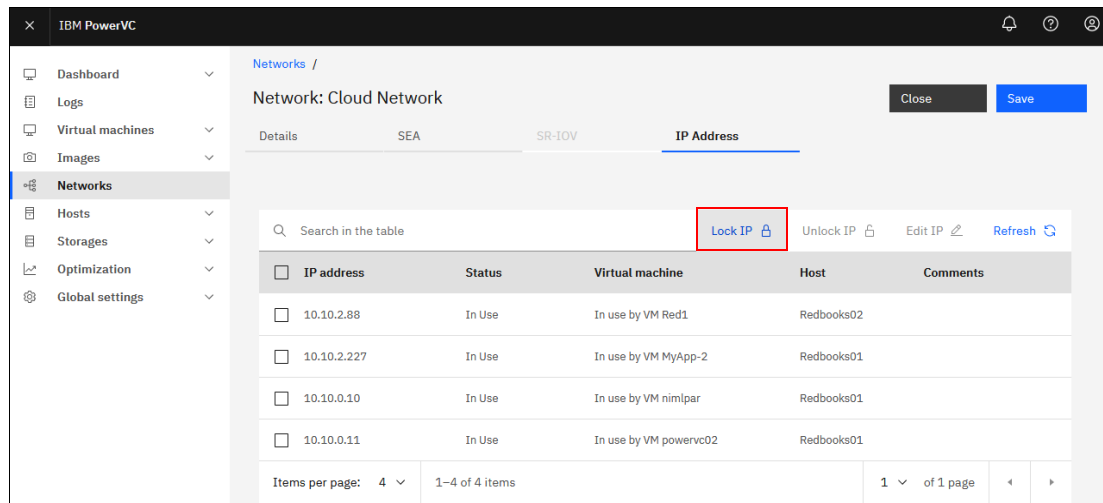 IBM PowerVC
Dashboard
Logs
Virtual machines
Images
Networks
Hosts
Storages
Optimization
Global settings
Networks /
Network: Cloud Network
Close Save
Details SEA SR-IOV IP Address
Search in the table Lock IP Unlock IP Edit IP Refresh
IP address Status Virtual machine Host Comments
10.10.2.88 In Use In use by VM Red1 Redbooks02
10.10.2.227 In Use In use by VM MyApp-2 Redbooks01
10.10.0.10 In Use In use by VM nimlpar Redbooks01
10.10.0.11 In Use In use by VM powervc02 Redbooks01
Items per page: 4 1–4 of 4 items 1 of 1 page